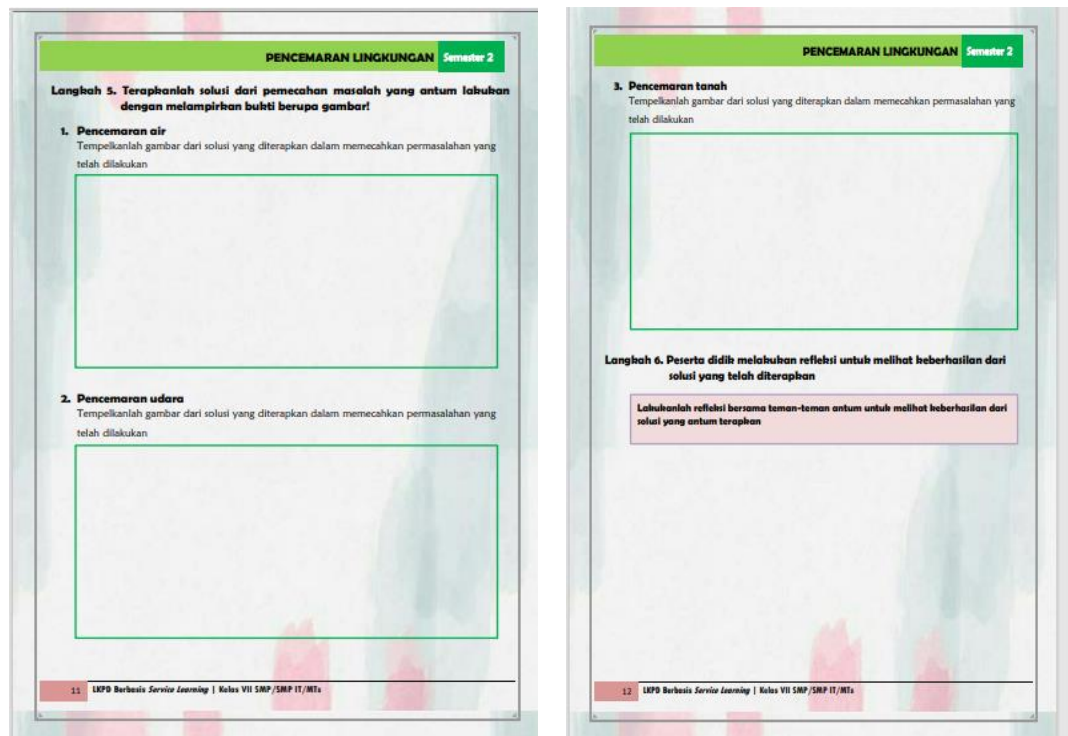 PENCEMARAN LINGKUNGAN Semester 2
Langkah 5. Terapkanlah solusi dari pemecahan masalah yang antum lakukan
dengan melampirkan bukti berupa gambar!
1. Pencemaran air
Tempelkanlah gambar dari solusi yang diterapkan dalam memecahkan permasalahan yang
telah dilakukan
2. Pencemaran udara
Tempelkanlah gambar dari solusi yang diterapkan dalam memecahkan permasalahan yang
telah dilakukan
11 LKPD Berbasis Service Learning | Kelas VII SMP/SMP IT/MTs
PENCEMARAN LINGKUNGAN Semester 2
3. Pencemaran tanah
Tempelkanlah gambar dari solusi yang diterapkan dalam memecahkan permasalahan yang
telah dilakukan
Langkah 6. Peserta didik melakukan refleksi untuk melihat keberhasilan dari
solusi yang telah diterapkan
Lakukanlah refleksi bersama teman-teman antum untuk melihat keberhasilan dari
solusi yang antum terapkan
12 LKPD Berbasis Service Learning | Kelas VII SMP/SMP IT/MTs